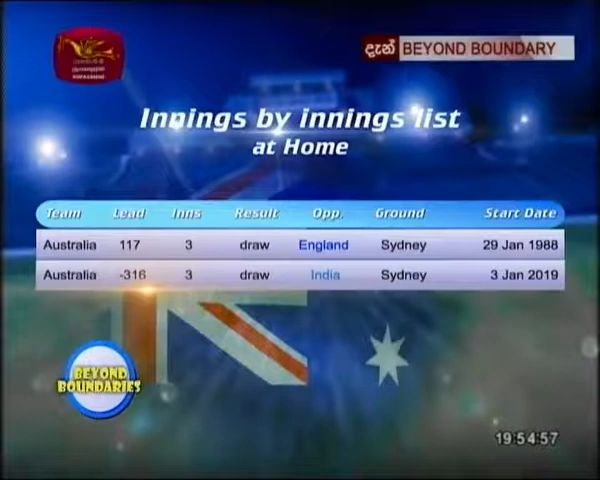 දැන් BEYOND BOUNDARY
Innings by innings list
at Home
Team Lead Inns Result Opp. Ground Start Date
Australia 117 3 draw England Sydney 29 Jan 1988
Australia -316 3 draw India Sydney 3 Jan 2019
BEYOND
BOUNDARIES
19:54:57